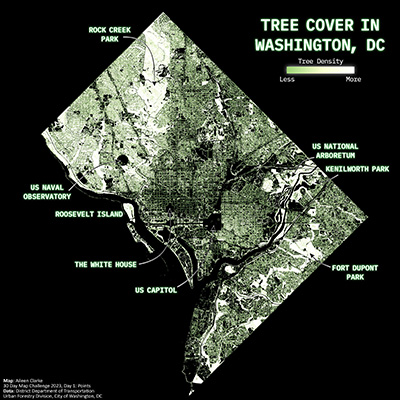 TREE COVER IN
WASHINGTON, DC
Tree Density
Less
More
ROCK CREEK
PARK
US NATIONAL
ARBORETUM
KENILWORTH PARK
US NAVAL
OBSERVATORY
ROOSEVELT ISLAND
THE WHITE HOUSE
FORT DUPONT
PARK
US CAPITOL
Map: Aileen Clarke
30 Day Map Challenge 2023, Day 1: Points
Data: District Department of Transportation
Urban Forestry Division, City of Washington, DC